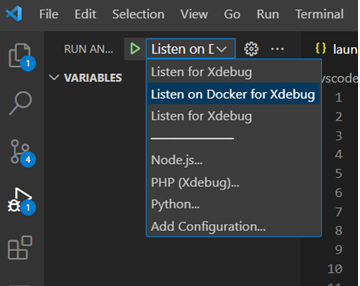 File Edit Selection View Go Run Terminal
RUN AN... Listen on D { } laun
VARIABLES
Listen for Xdebug
Listen on Docker for Xdebug
Listen for Xdebug
Node.js...
PHP (Xdebug)...
Python...
Add Configuration...
vscode
1
2
3
4
5
6
7
8
9
10
1
4
1